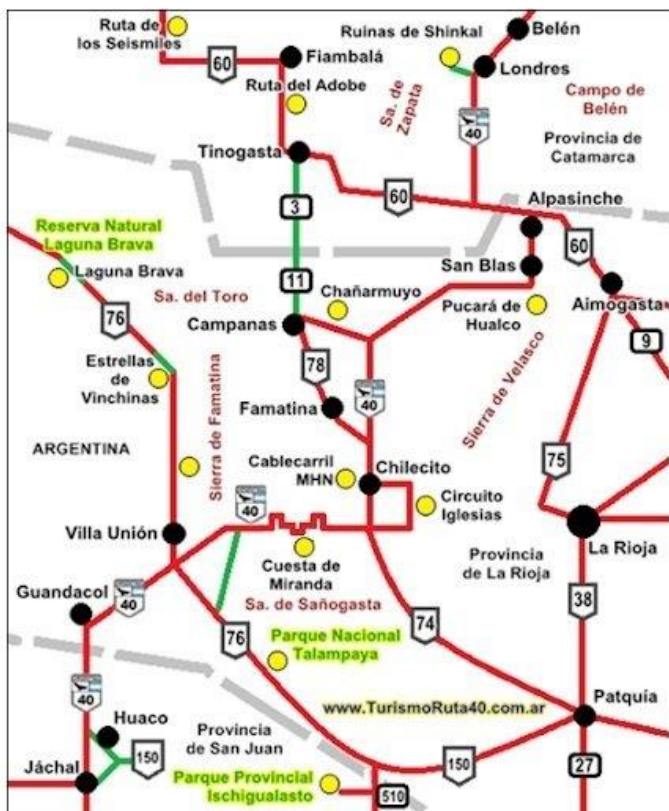 Ruta de
los Seismiles
60
Fiambalá
Ruta del Adobe
Ruinas de Shinkal
Belén
Londres
Sa. de
Zapata
40
Campo de
Belén
Provincia de
Catamarca
Tinogasta
3
60
Alpasinche
60
Reserva Natural
Laguna Brava
Laguna Brava
76
Sa. del Toro
11
Chañarmuyo
San Blas
Pucará de
Hualco
Aimogasta
9
Campanas
78
40
Estrellas
de
Vinchinas
Sierra de Famatina
Famatina
Sierra de Velasco
ARGENTINA
Cablecarril
MHN
Chilecito
Circuito
Iglesias
75
40
Villa Unión
Cuesta de
Miranda
Provincia
de La Rioja
La Rioja
38
Guandacol
40
Sa. de Sañogasta
76
74
Parque Nacional
Talampaya
www.TurismoRuta40.com.ar
Patquía
40
Huaco
150
Provincia
de San Juan
Jáchal
Parque Provincial
Ischigualasto
510
150
27